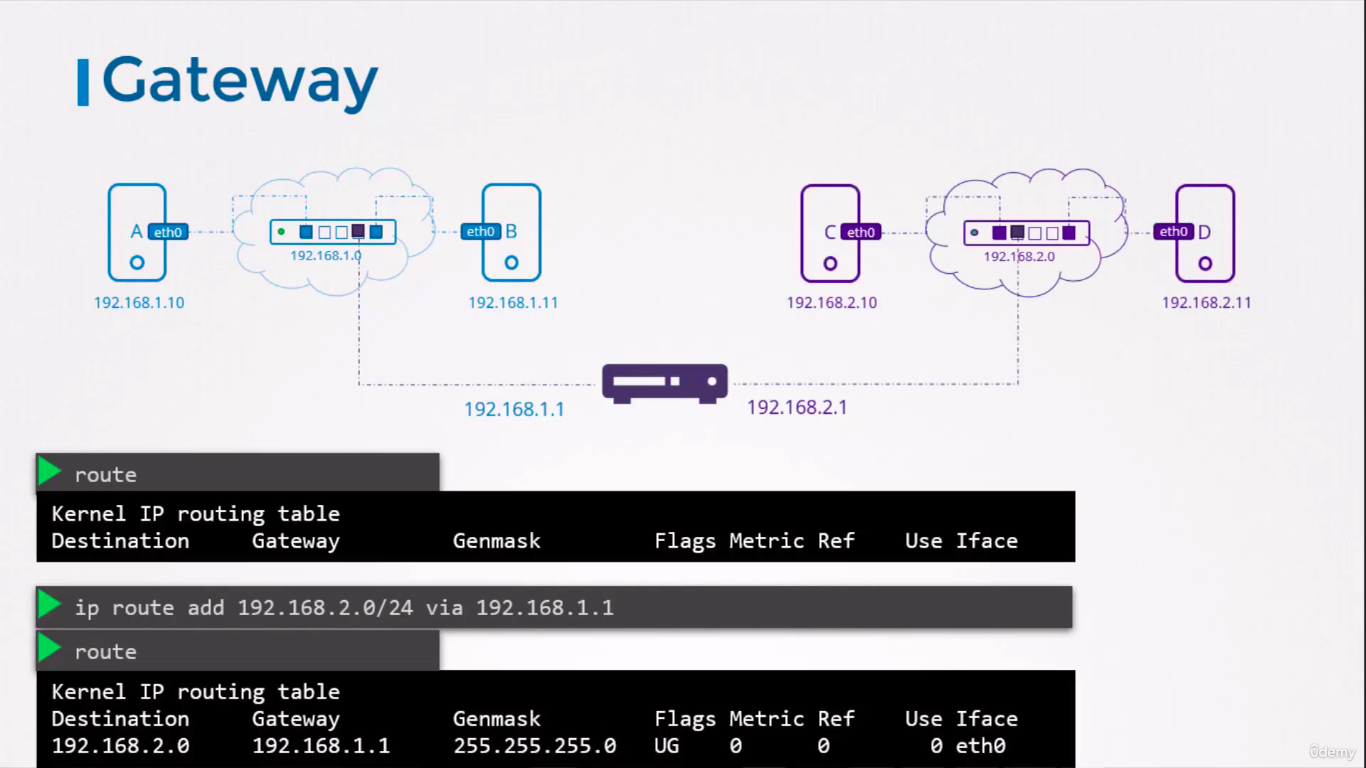 Gateway
A eth0
eth0 B
C eth0
eth0 D
192.168.1.0
192.168.2.0
192.168.1.10
192.168.1.11
192.168.2.10
192.168.2.11
192.168.1.1
192.168.2.1
route
Kernel IP routing table
Destination Gateway Genmask Flags Metric Ref Use Iface
ip route add 192.168.2.0/24 via 192.168.1.1
route
Kernel IP routing table
Destination Gateway Genmask Flags Metric Ref Use Iface
192.168.2.0 192.168.1.1 255.255.255.0 UG 0 0 0 eth0
ûdemy